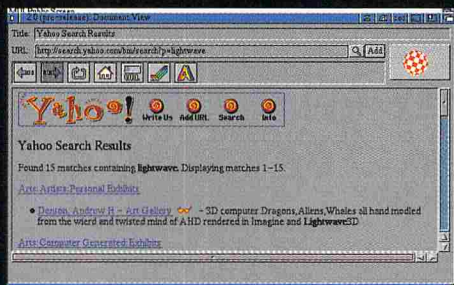 MUI Public Screen
2.0 (pre-release): Document View
Title: Yahoo Search Results
URL: http://search.yahoo.com/bin/search?p=lightwave
Add
Yahoo!
Write Us Add URL Search Info
Yahoo Search Results
Found 15 matches containing lightwave. Displaying matches 1-15.
Arts:Artists:Personal Exhibits
Denton, Andrew H - Art Gallery - 3D computer Dragons,Aliens,Whales all hand modled
from the wierd and twisted mind of AHD rendered in Imagine and Lightwave3D
Arts:Computer Generated:Exhibits